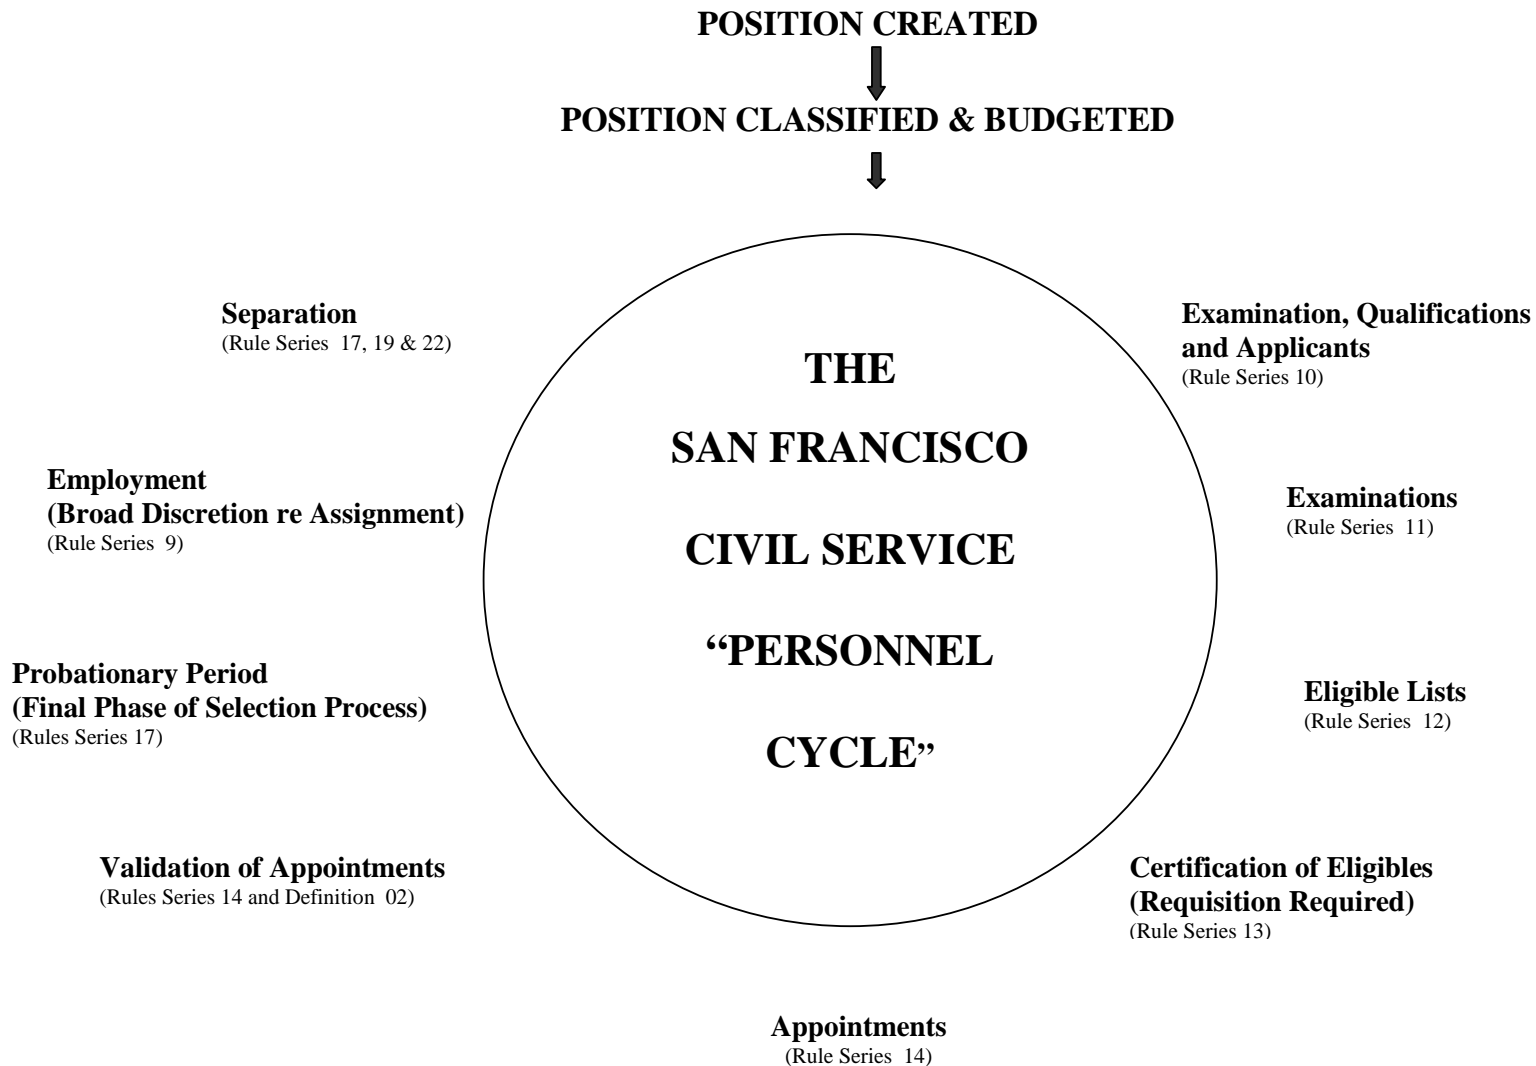 POSITION CREATED
POSITION CLASSIFIED & BUDGETED
THE
SAN FRANCISCO
CIVIL SERVICE
“PERSONNEL
CYCLE”
Examination, Qualifications
and Applicants
(Rule Series 10)
Examinations
(Rule Series 11)
Eligible Lists
(Rule Series 12)
Certification of Eligibles
(Requisition Required)
(Rule Series 13)
Appointments
(Rule Series 14)
Validation of Appointments
(Rules Series 14 and Definition 02)
Probationary Period
(Final Phase of Selection Process)
(Rules Series 17)
Employment
(Broad Discretion re Assignment)
(Rule Series 9)
Separation
(Rule Series 17, 19 & 22)